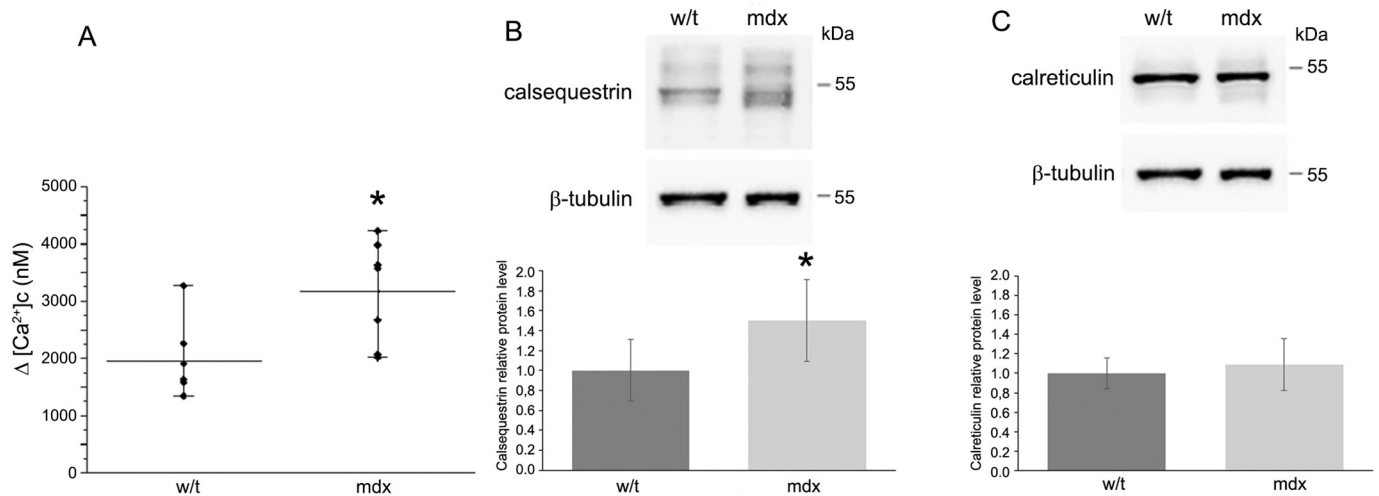 A
5000
4000
3000
2000
1000
0
Δ [Ca²⁺]c (nM)
*
w/t
mdx
B
w/t
mdx
kDa
calsequestrin
55
β-tubulin
55
*
Calsequestrin relative protein level
2.0
1.8
1.6
1.4
1.2
1.0
0.8
0.6
0.4
0.2
0.0
w/t
mdx
C
w/t
mdx
kDa
calreticulin
55
β-tubulin
55
Calreticulin relative protein level
2.0
1.8
1.6
1.4
1.2
1.0
0.8
0.6
0.4
0.2
0.0
w/t
mdx